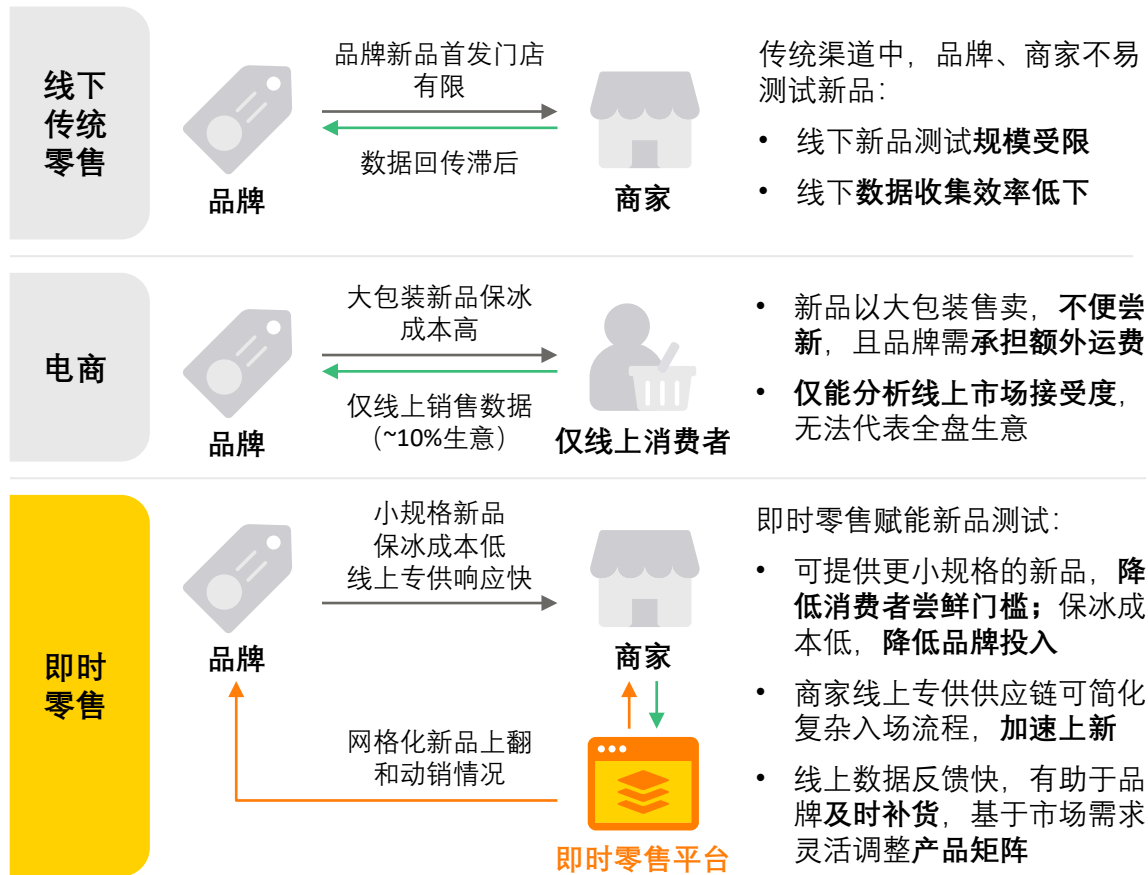 线下
传统
零售
品牌新品首发门店
有限
数据回传滞后
品牌
商家
传统渠道中，品牌、商家不易
测试新品：
• 线下新品测试规模受限
• 线下数据收集效率低下
电商
大包装新品保冰
成本高
仅线上销售数据
（~10%生意）
品牌
仅线上消费者
• 新品以大包装售卖，不便尝
新，且品牌需承担额外运费
• 仅能分析线上市场接受度，
无法代表全盘生意
即时
零售
小规格新品
保冰成本低
线上专供响应快
品牌
商家
网格化新品上翻
和动销情况
即时零售平台
即时零售赋能新品测试：
• 可提供更小规格的新品，降
低消费者尝鲜门槛；保冰成
本低，降低品牌投入
• 商家线上专供供应链可简化
复杂入场流程，加速上新
• 线上数据反馈快，有助于品
牌及时补货，基于市场需求
灵活调整产品矩阵